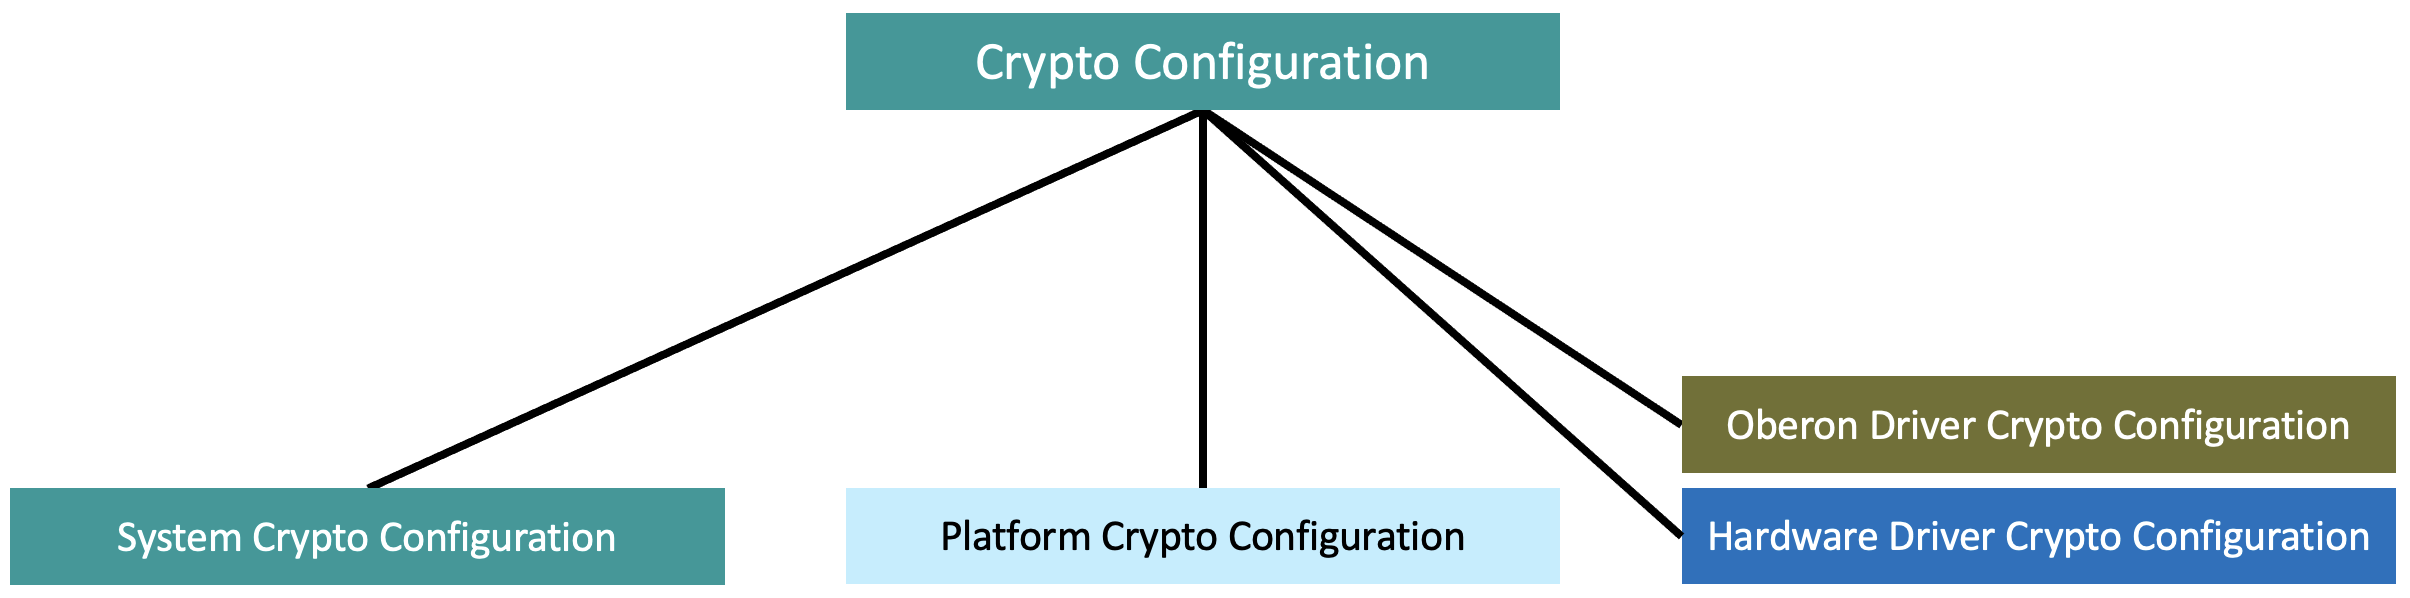 Crypto Configuration
Oberon Driver Crypto Configuration
System Crypto Configuration
Platform Crypto Configuration
Hardware Driver Crypto Configuration